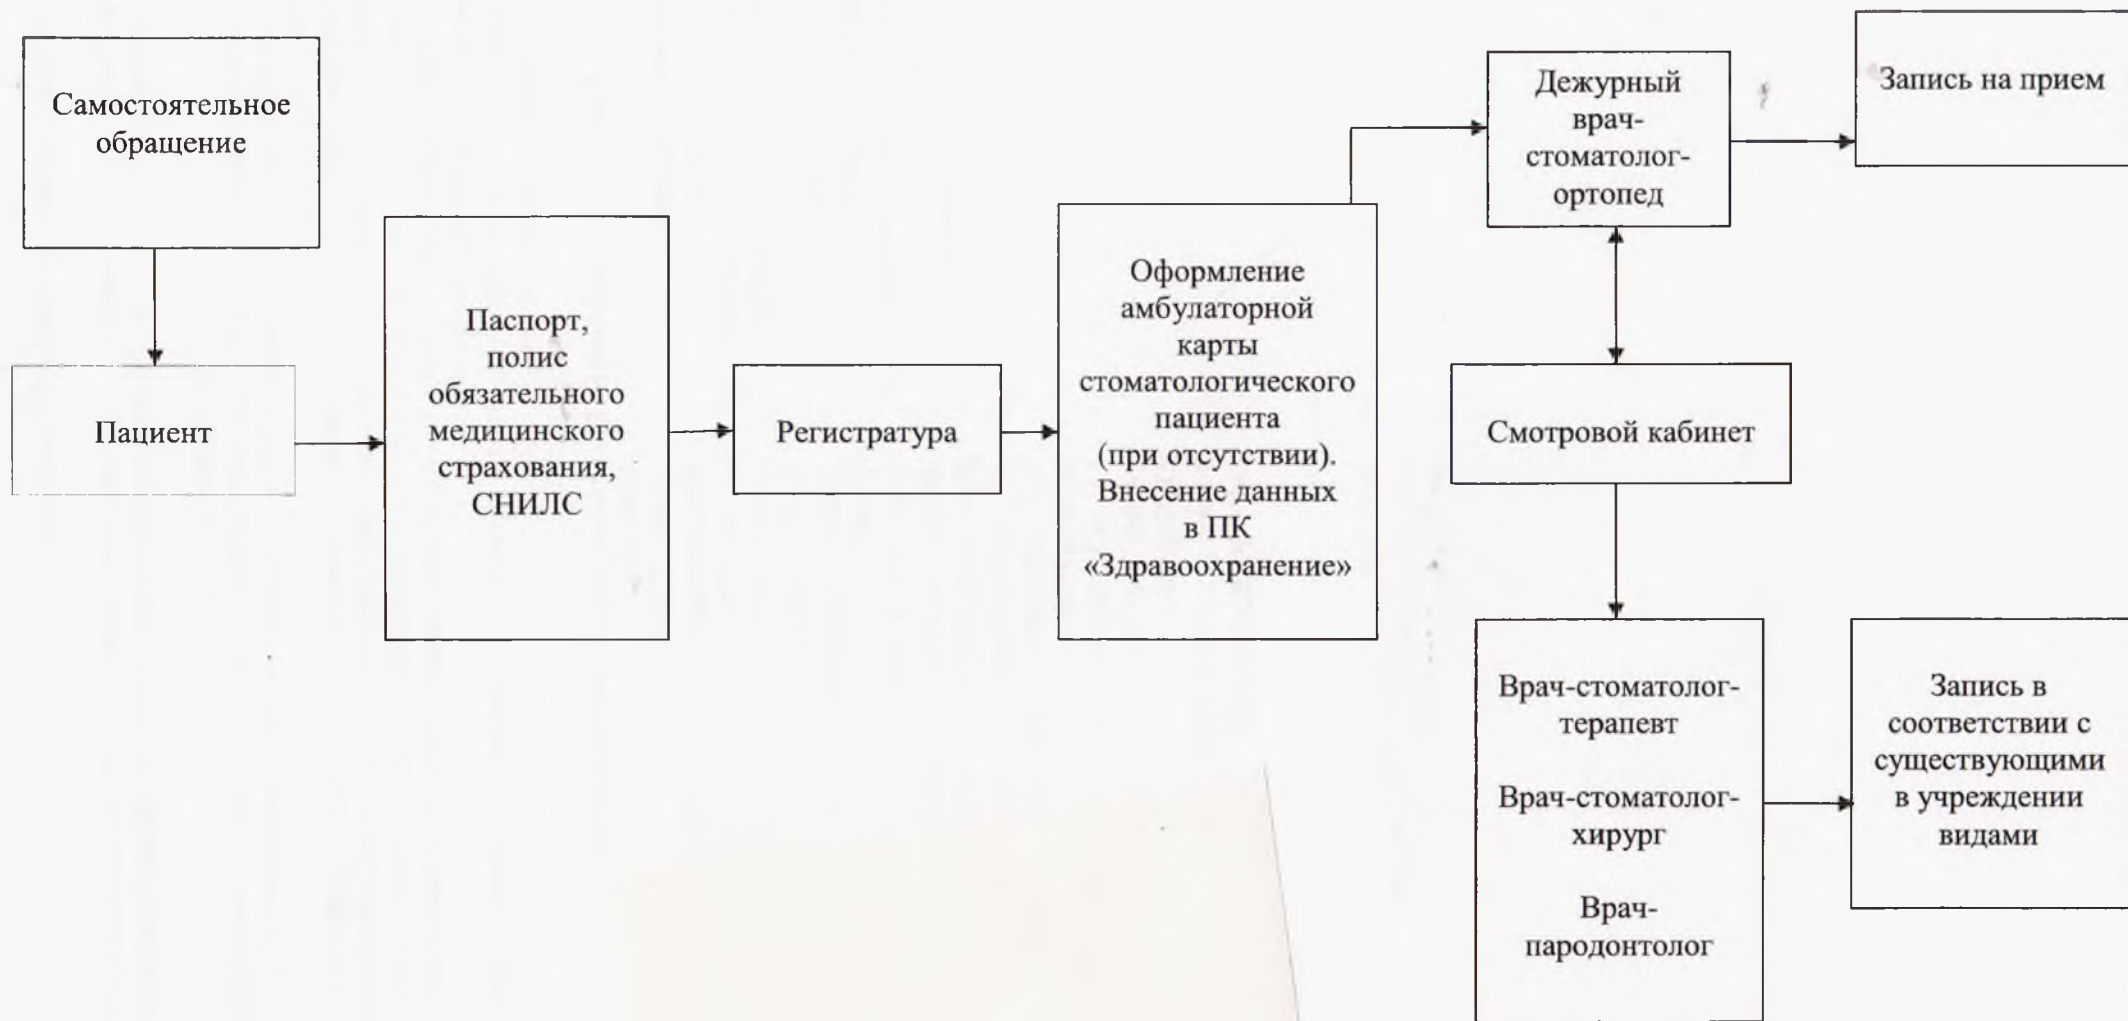 Самостоятельное
обращение
Пациент
Паспорт,
полис
обязательного
медицинского
страхования,
СНИЛС
Регистратура
Оформление
амбулаторной
карты
стоматологического
пациента
(при отсутствии).
Внесение данных
в ПК
«Здравоохранение»
Дежурный
врач-
стоматолог-
ортопед
Запись на прием
Смотровой кабинет
Врач-стоматолог-
терапевт
Врач-стоматолог-
хирург
Врач-
пародонтолог
Запись в
соответствии с
существующими
в учреждении
видами